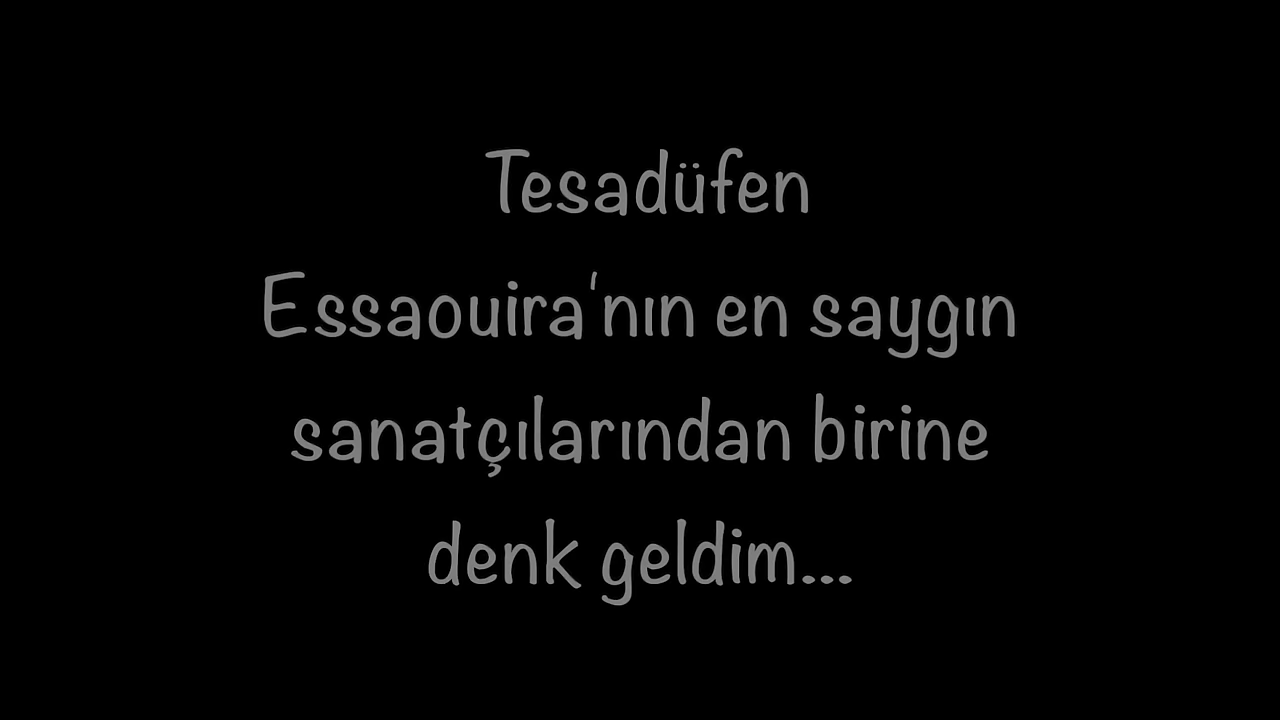 Tesadüfen
Essaouira'nın en saygın
sanatçılarından birine
denk geldim...